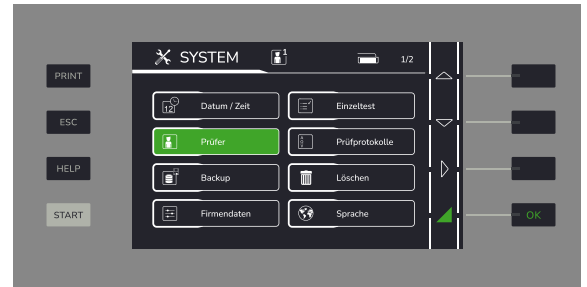 SYSTEM
1
1/2
PRINT
ESC
HELP
START
12
Datum / Zeit
Einzeltest
Prüfer
Prüfprotokolle
Backup
Löschen
Firmendaten
Sprache
OK